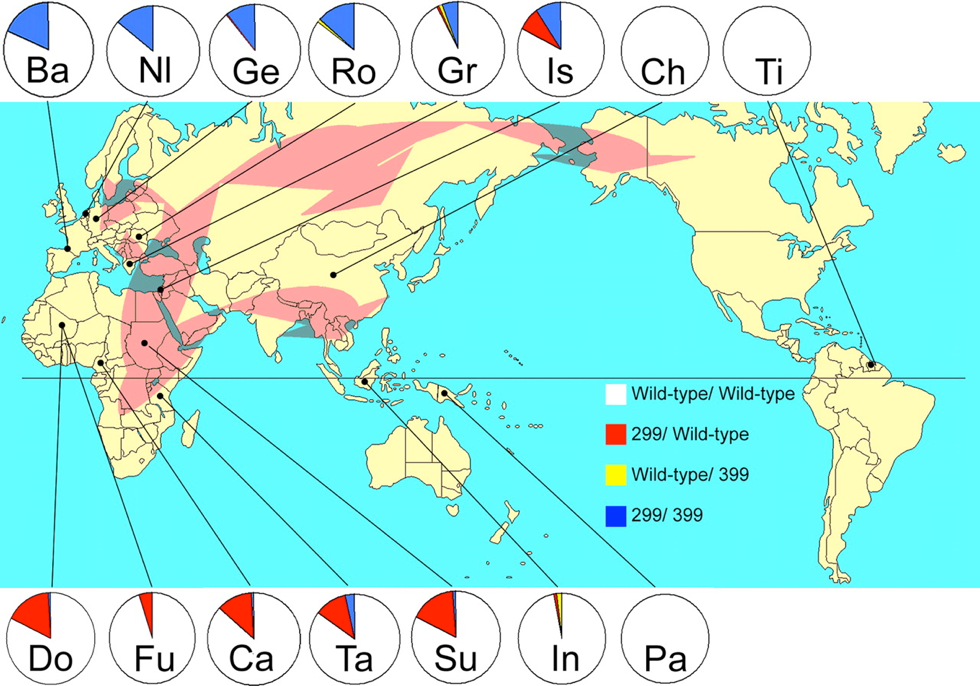 Ba Nl Ge Ro Gr Is Ch Ti
Wild-type/ Wild-type
299/ Wild-type
Wild-type/ 399
299/ 399
Do Fu Ca Ta Su In Pa